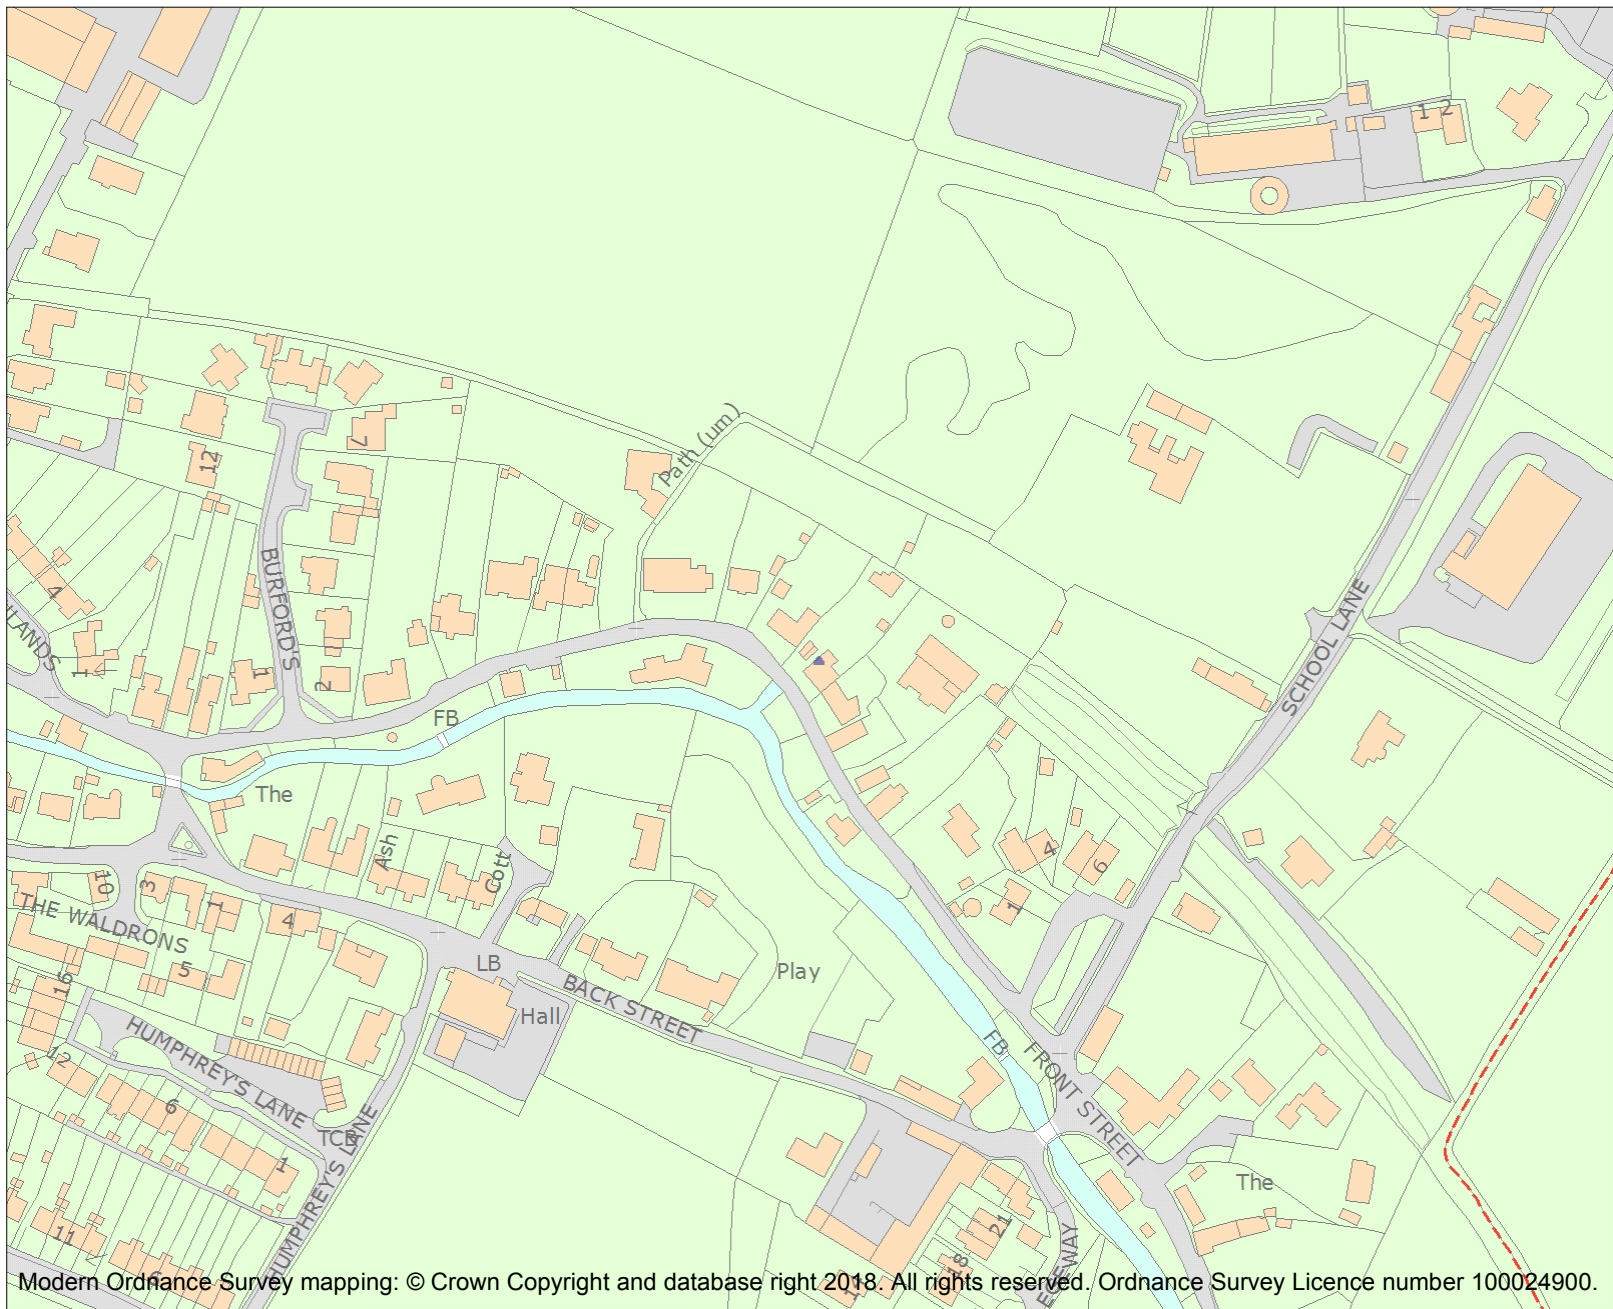 1 2
Path (um)
7
12
BURFORD'S
4
LANDS
1
1
2
SCHOOL LANE
FB
The
Ash
Cott
4
6
1
10
3
1
4
THE WALDRONS
5
16
LB
Hall
BACK STREET
Play
HUMPHREY'S LANE
12
6
TCB
1
HUMPHREY'S LANE
11
FB
FRONT STREET
The
21
18
Modern Ordnance Survey mapping: © Crown Copyright and database right 2018. All rights reserved. Ordnance Survey Licence number 100024900.